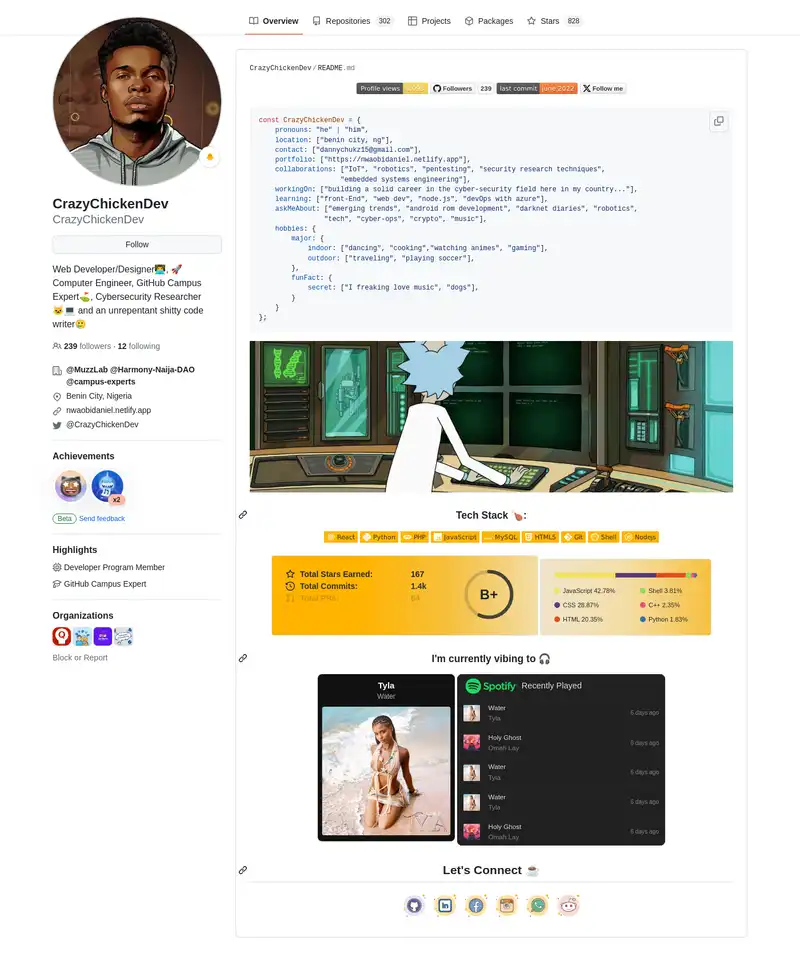 Overview
Repositories 302
Projects
Packages
Stars 828
CrazyChickenDev
CrazyChickenDev
Follow
Web Developer/Designer👨‍💻, 🚀
Computer Engineer, GitHub Campus
Expert⛳, Cybersecurity Researcher
🐱💻 and an unrepentant shitty code
writer🥲
239 followers · 12 following
@MuzzLab @Harmony-Naija-DAO
@campus-experts
Benin City, Nigeria
nwaobidaniel.netlify.app
@CrazyChickenDev
Achievements
x2
Beta Send feedback
Highlights
Developer Program Member
GitHub Campus Expert
Organizations
Block or Report
CrazyChickenDev / README.md
Profile views
Followers 239
last commit june 2022
Follow me
const CrazyChickenDev = {
pronouns: "he" | "him",
location: ["benin city, ng"],
contact: ["dannychukz15@gmail.com"],
portfolio: ["https://nwaobidaniel.netlify.app"],
collaborations: ["IoT", "robotics", "pentesting", "security research techniques",
"embedded systems engineering"],
workingOn: ["building a solid career in the cyber-security field here in my country..."],
learning: ["front-End", "web dev", "node.js", "devOps with azure"],
askMeAbout: ["emerging trends", "android rom development", "darknet diaries", "robotics",
"tech", "cyber-ops", "crypto", "music"],
hobbies: {
major: {
indoor: ["dancing", "cooking","watching animes", "gaming"],
outdoor: ["traveling", "playing soccer"],
},
funFact: {
secret: ["I freaking love music", "dogs"],
}
}
};
Tech Stack 🍗:
React
Python
PHP
JavaScript
MySQL
HTML5
Git
Shell
Nodejs
Total Stars Earned: 167
Total Commits: 1.4k
Total PRs: 64
B+
JavaScript 42.78%
Shell 3.81%
CSS 28.87%
C++ 2.35%
HTML 20.35%
Python 1.83%
I'm currently vibing to 🎧
Tyla
Water
Spotify Recently Played
Water
Tyla
6 days ago
Holy Ghost
Omah Lay
6 days ago
Water
Tyla
6 days ago
Water
Tyla
6 days ago
Holy Ghost
Omah Lay
6 days ago
Let's Connect ☕